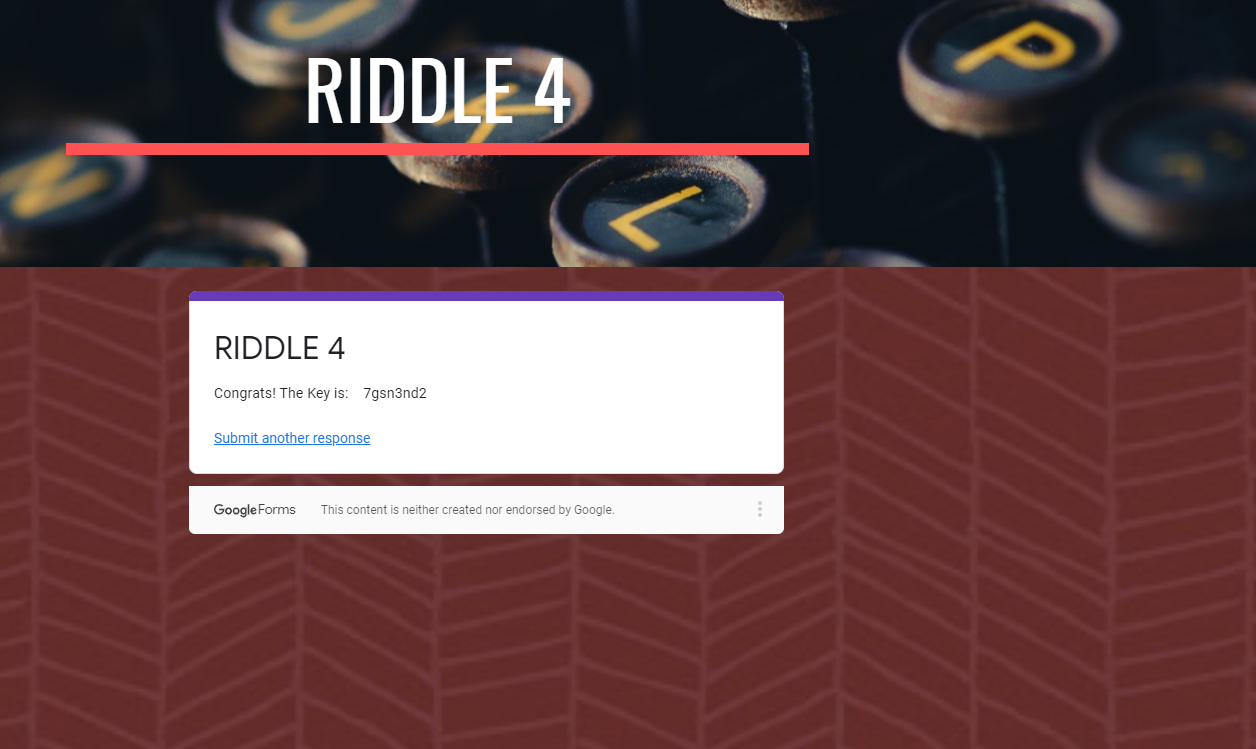 J
P
RIDDLE 4
K
N
L
RIDDLE 4
Congrats! The Key is: 7gsn3nd2
Submit another response
Google Forms This content is neither created nor endorsed by Google.